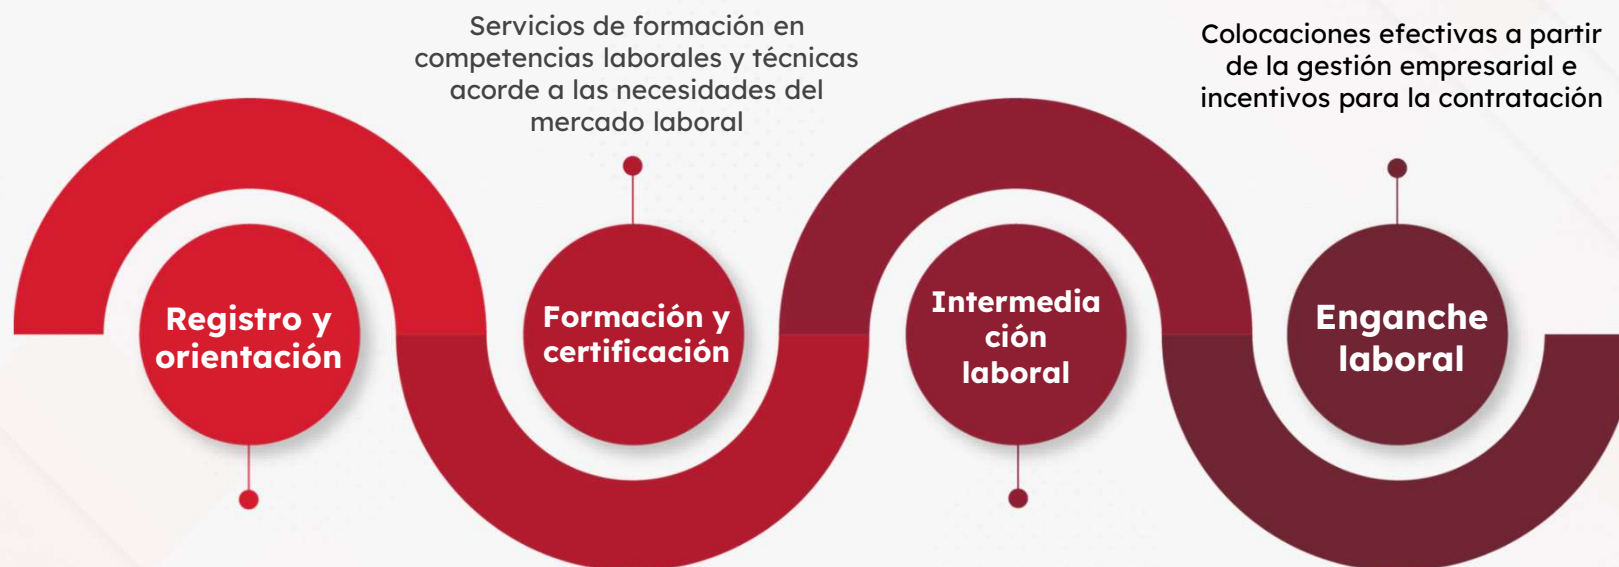 Servicios de formación en
competencias laborales y técnicas
acorde a las necesidades del
mercado laboral
Colocaciones efectivas a partir
de la gestión empresarial e
incentivos para la contratación
Registro y
orientación
Formación y
certificación
Intermedia
ción
laboral
Enganche
laboral